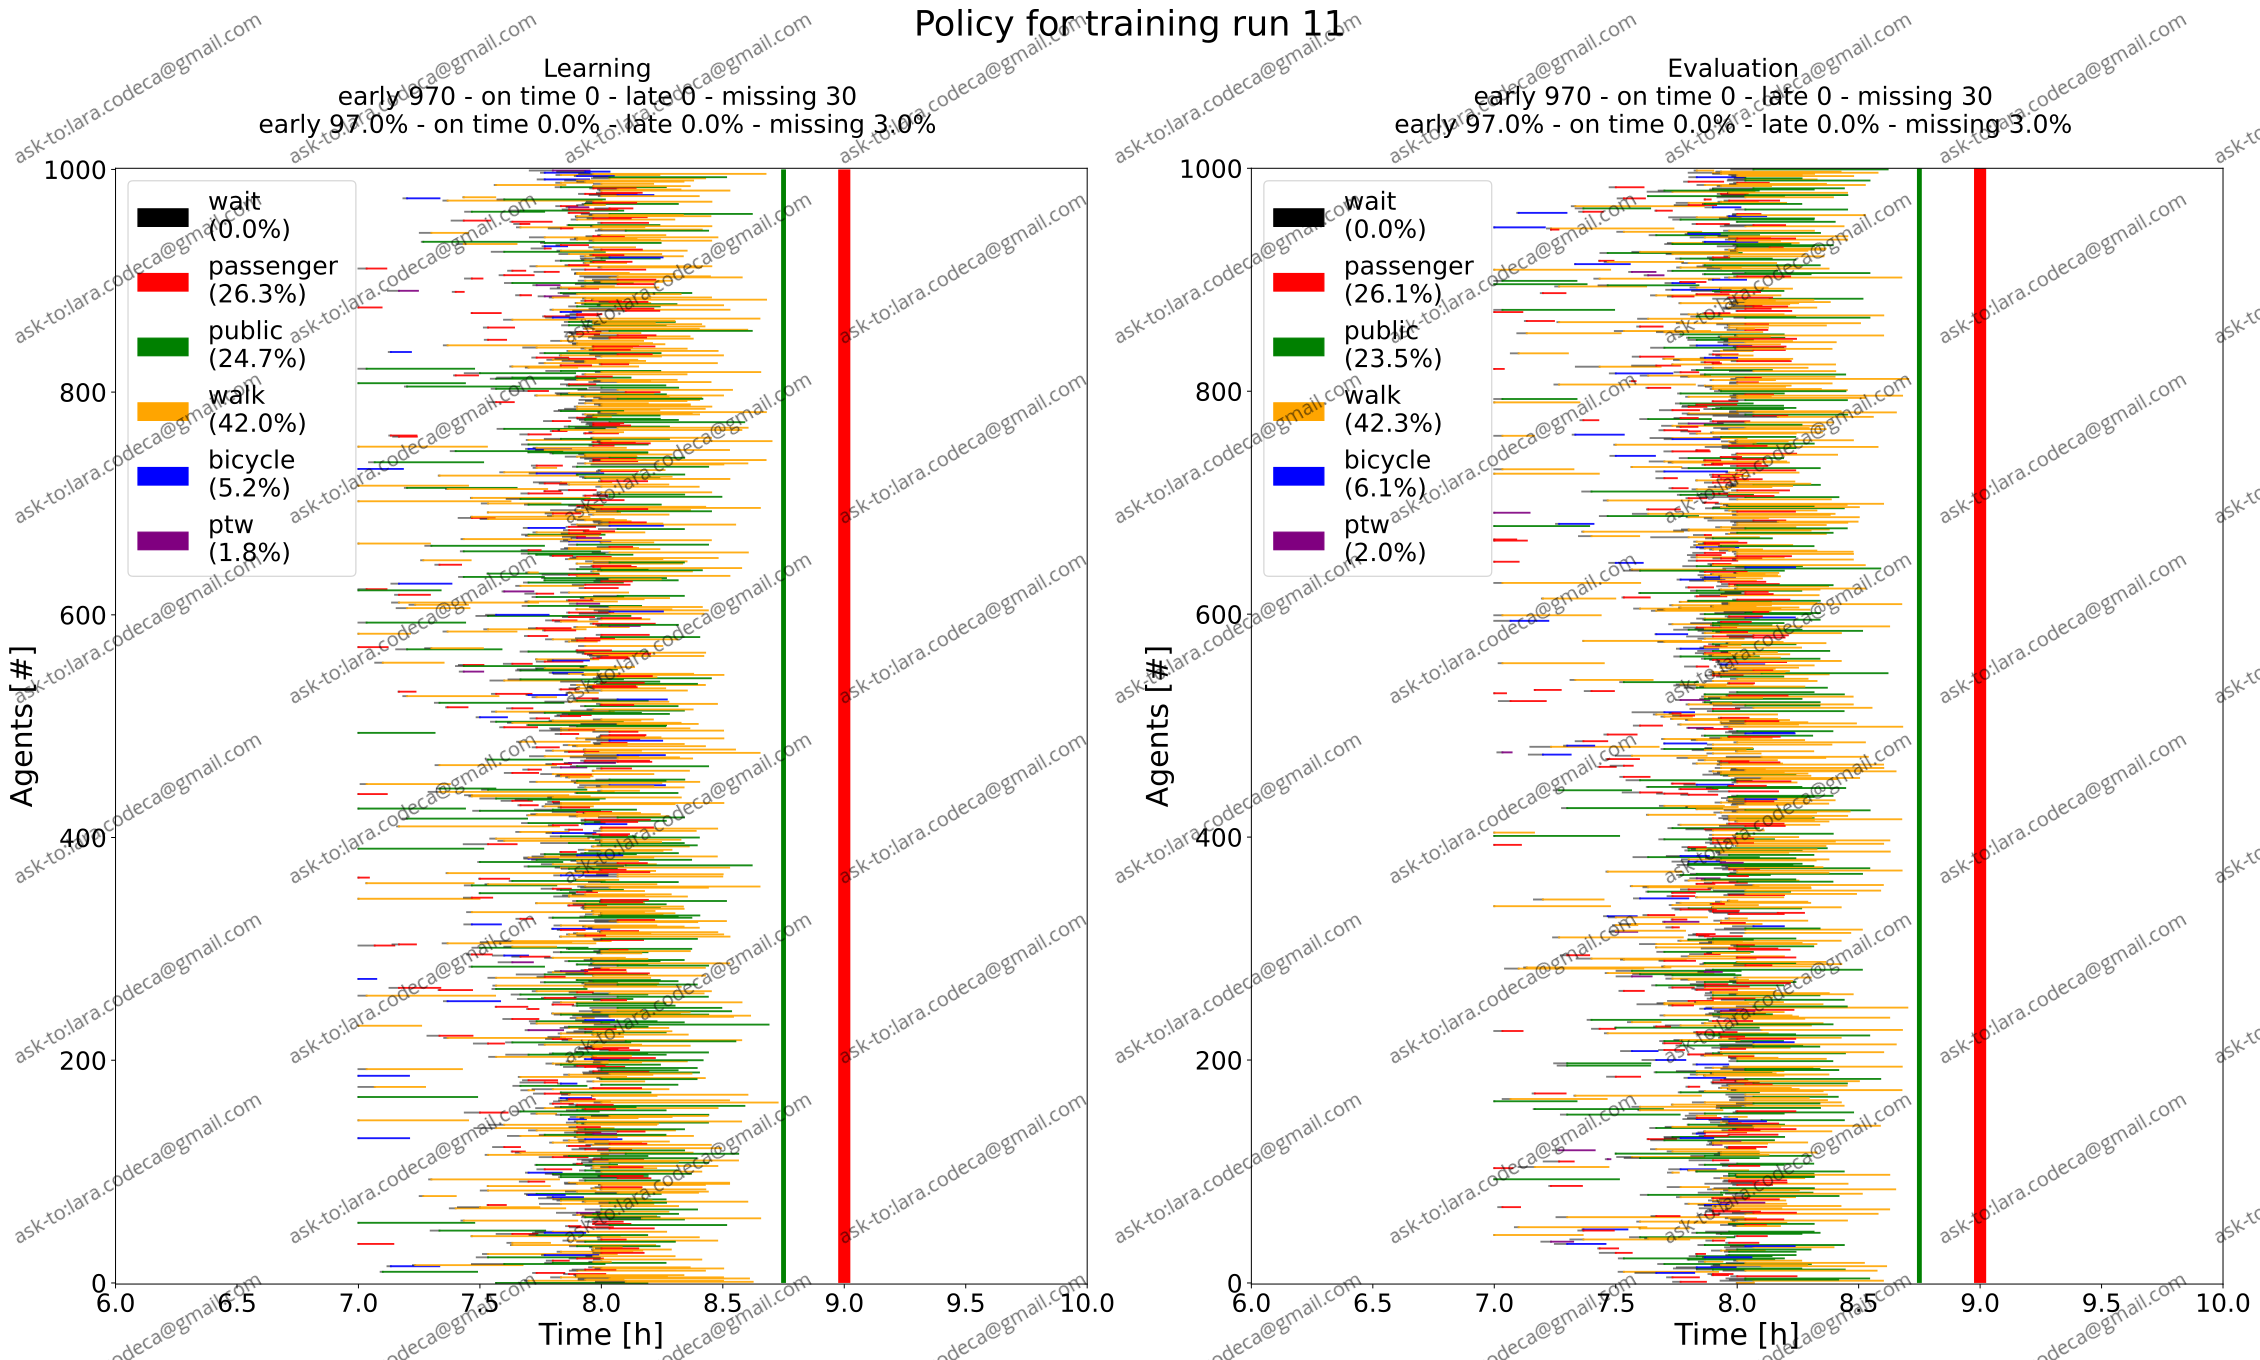 Policy for training run 11
Learning
early 970 - on time 0 - late 0 - missing 30
early 97.0% - on time 0.0% - late 0.0% - missing 3.0%
1000
800
600
400
200
0
Agents [#]
wait
(0.0%)
passenger
(26.3%)
public
(24.7%)
walk
(42.0%)
bicycle
(5.2%)
ptw
(1.8%)
6.0 6.5 7.0 7.5 8.0 8.5 9.0 9.5 10.0
Time [h]
Evaluation
early 970 - on time 0 - late 0 - missing 30
early 97.0% - on time 0.0% - late 0.0% - missing 3.0%
1000
800
600
400
200
0
Agents [#]
wait
(0.0%)
passenger
(26.1%)
public
(23.5%)
walk
(42.3%)
bicycle
(6.1%)
ptw
(2.0%)
6.0 6.5 7.0 7.5 8.0 8.5 9.0 9.5 10.0
Time [h]
ask-to:lara.codeca@gmail.com